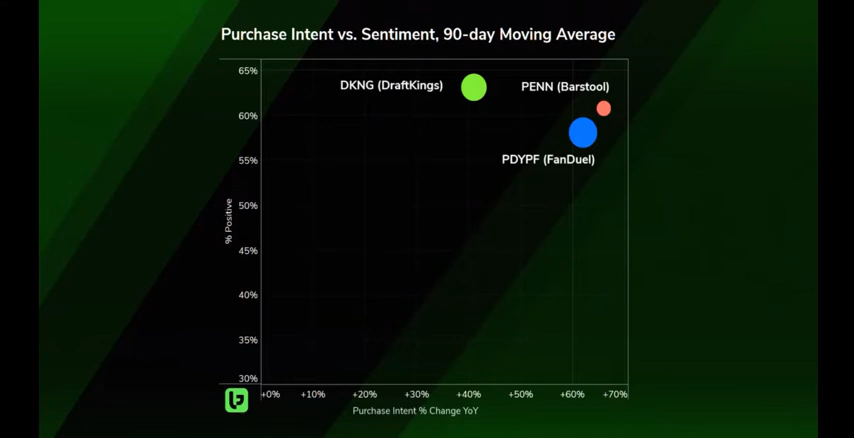 Purchase Intent vs. Sentiment, 90-day Moving Average
65%
DKNG (DraftKings)
PENN (Barstool)
60%
55%
PDYPF (FanDuel)
50%
% Positive
45%
40%
35%
30%
+0%
+10%
+20%
+30%
+40%
+50%
+60%
+70%
Purchase Intent % Change YoY